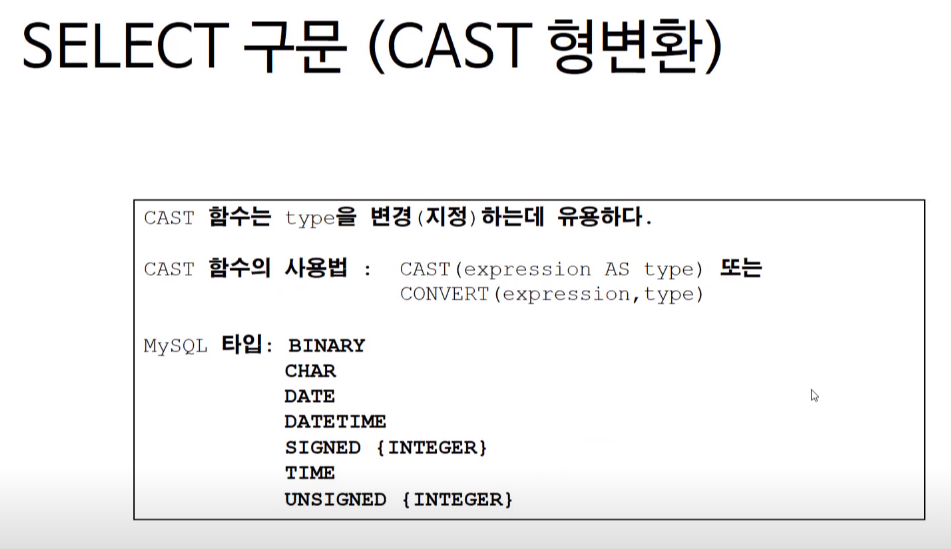 SELECT 구문 (CAST 형변환)
CAST 함수는 type을 변경(지정)하는데 유용하다.
CAST 함수의 사용법 : CAST(expression AS type) 또는
CONVERT(expression,type)
MySQL 타입: BINARY
CHAR
DATE
DATETIME
SIGNED {INTEGER}
TIME
UNSIGNED {INTEGER}